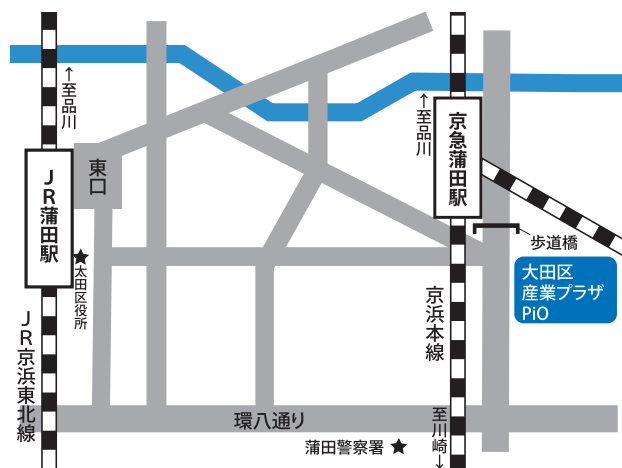 ↑至品川
東口
JR蒲田駅
太田区役所
JR京浜東北線
京急蒲田駅
↑至品川
歩道橋
大田区
産業プラザ
PiO
京浜本線
環八通り
至川崎↓
蒲田警察署